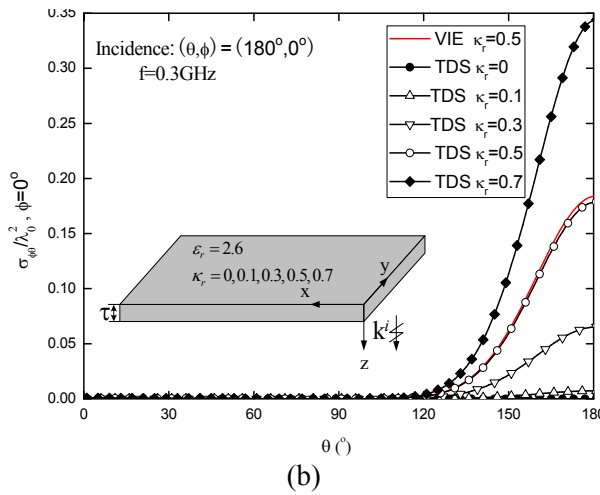 Incidence: (θ,ϕ) = (180°,0°)
f=0.3GHz
VIE κr=0.5
TDS κr=0
TDS κr=0.1
TDS κr=0.3
TDS κr=0.5
TDS κr=0.7
σϕθ/λ0², ϕ=0°
0.35
0.30
0.25
0.20
0.15
0.10
0.05
0.00
εr = 2.6
κr = 0,0.1,0.3,0.5,0.7
x
y
τ
k^i
z
0 30 60 90 120 150 180
θ (°)
(b)